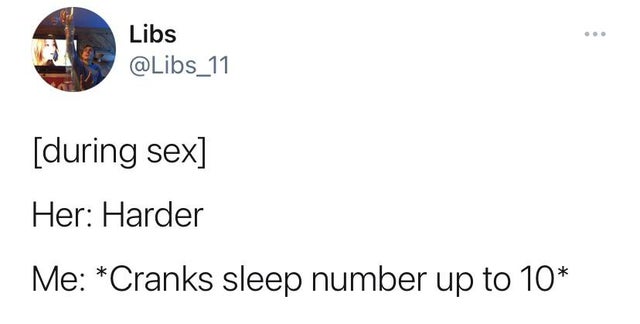 Libs
@Libs_11
[during sex]
Her: Harder
Me: *Cranks sleep number up to 10*